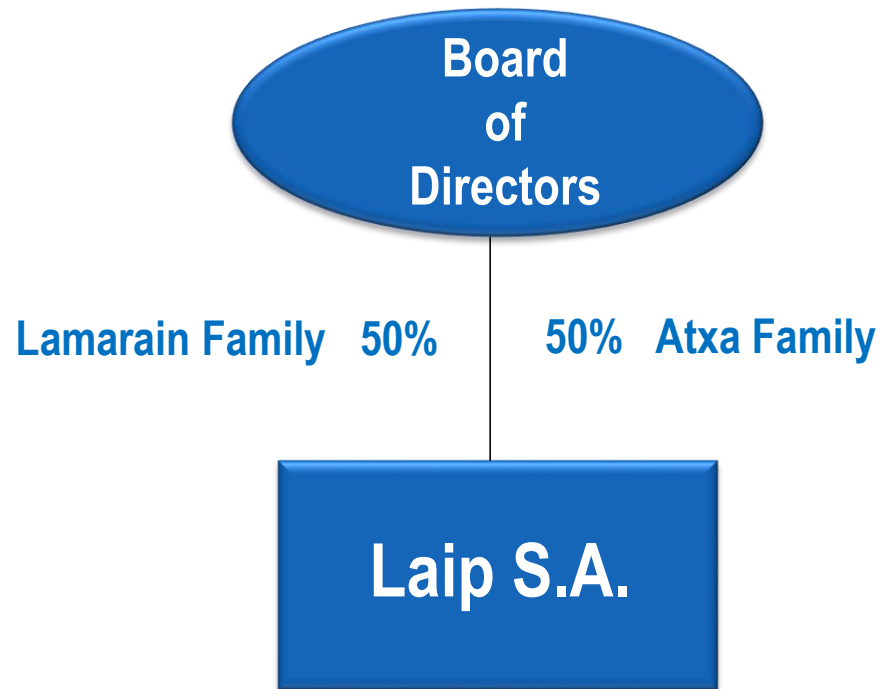 Board
of
Directors
Lamarain Family 50% 50% Atxa Family
Laip S.A.